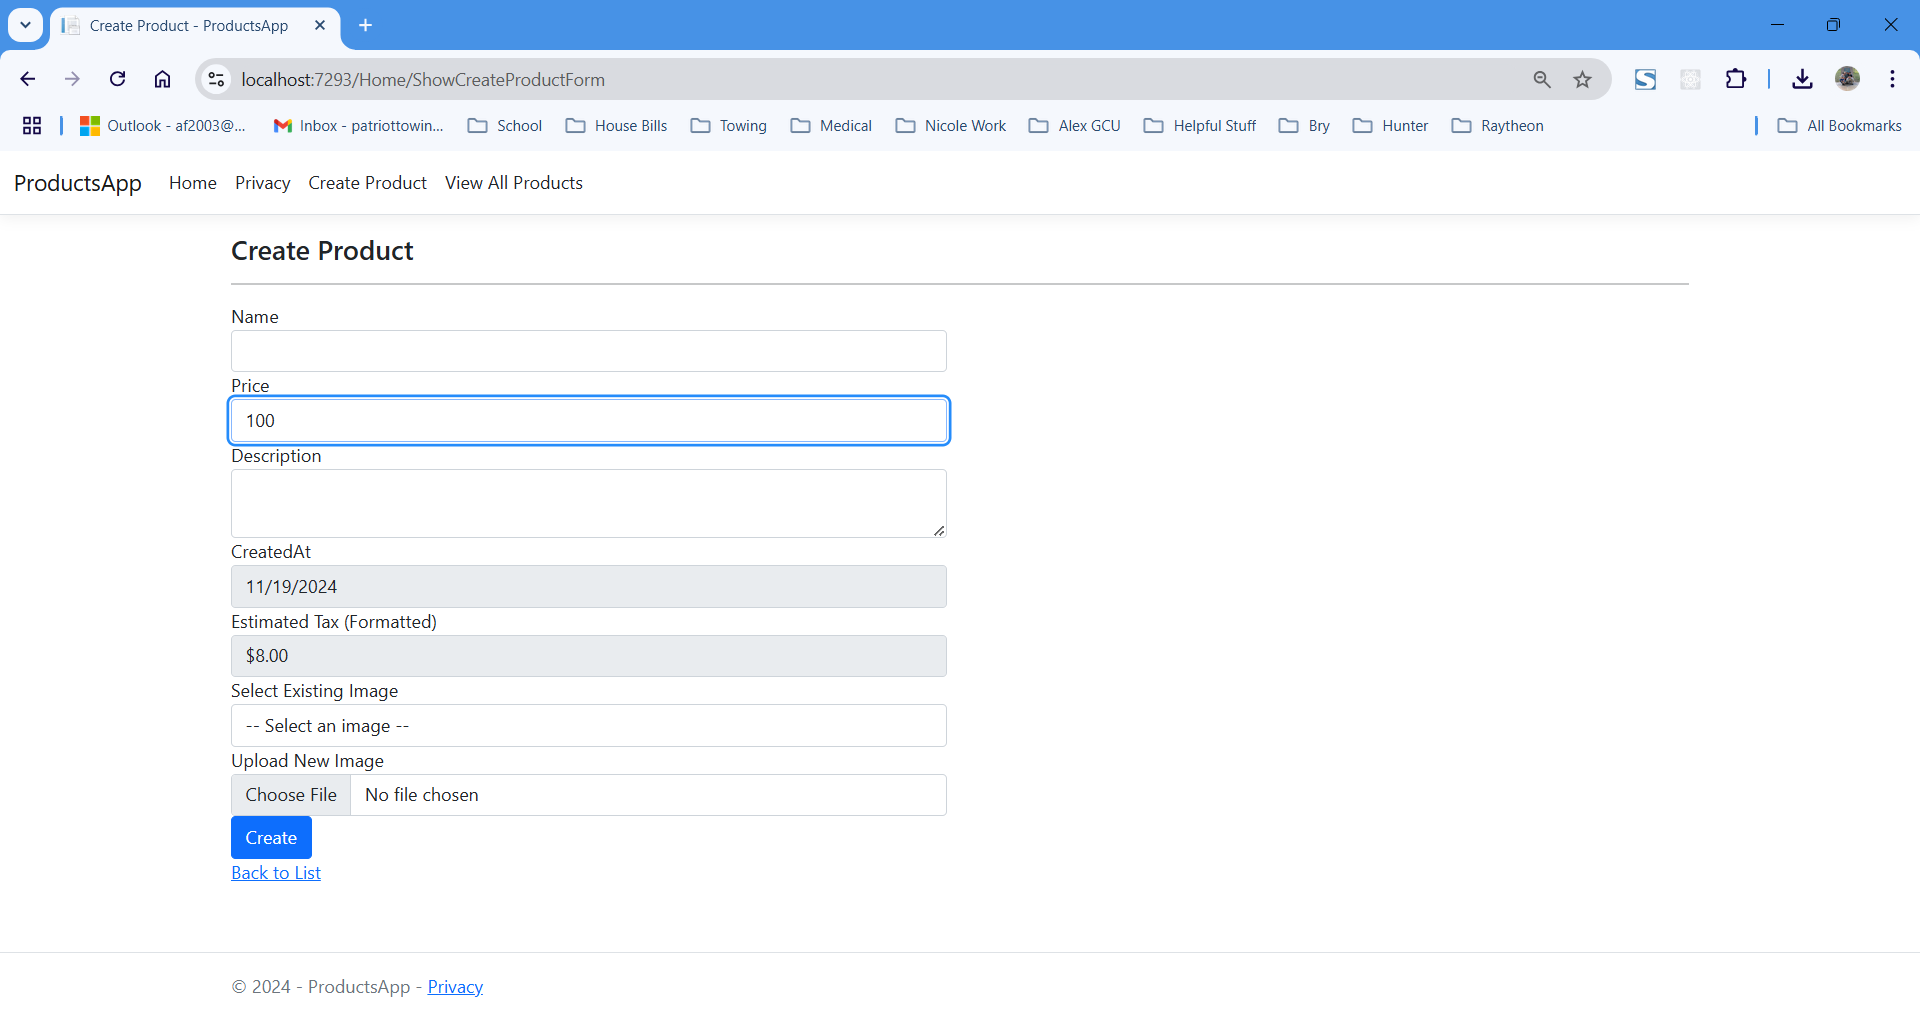 Create Product - ProductsApp
localhost:7293/Home/ShowCreateProductForm
Outlook - af2003@... Inbox - patriottowin... School House Bills Towing Medical Nicole Work Alex GCU Helpful Stuff Bry Hunter Raytheon All Bookmarks
ProductsApp Home Privacy Create Product View All Products
Create Product
Name
Price
100
Description
CreatedAt
11/19/2024
Estimated Tax (Formatted)
$8.00
Select Existing Image
-- Select an image --
Upload New Image
Choose File No file chosen
Create
Back to List
© 2024 - ProductsApp - Privacy